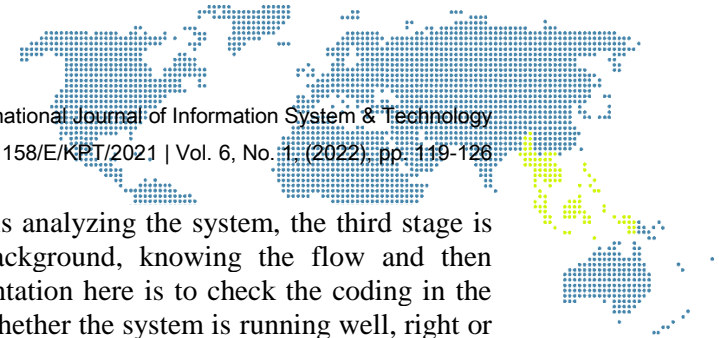 national Journal of Information System & Technology
158/E/KPT/2021 | Vol. 6, No. 1, (2022), pp. 119-126
is analyzing the system, the third stage is
ackground, knowing the flow and then
ntation here is to check the coding in the
hether the system is running well, right or